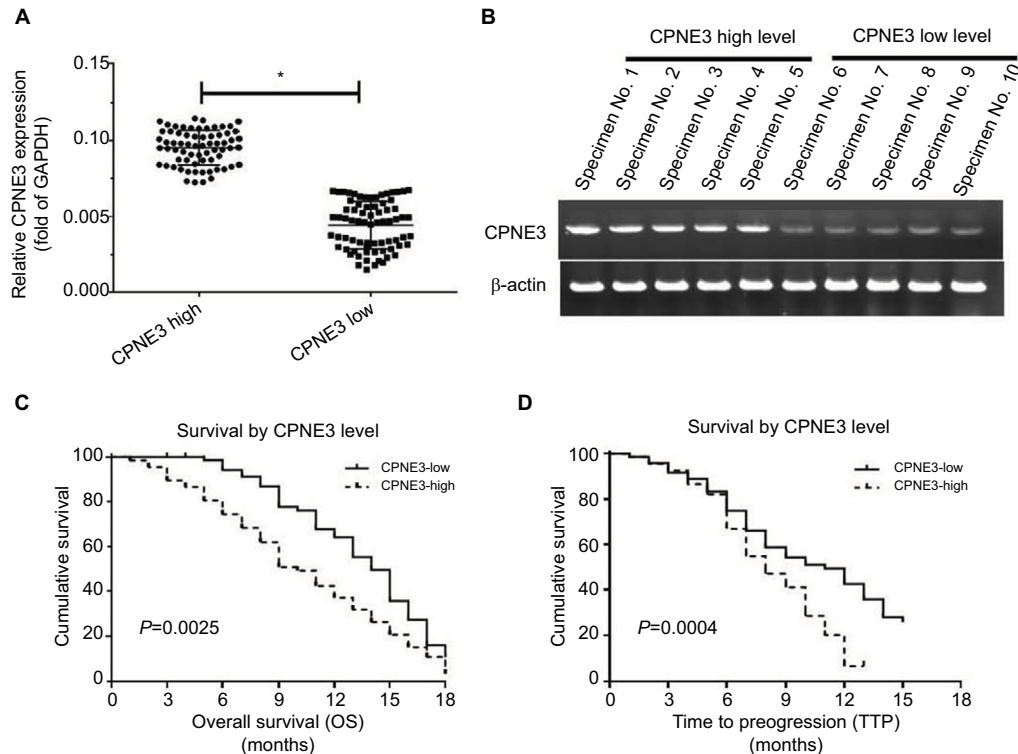 A
Relative CPNE3 expression
(fold of GAPDH)
0.10
0.005
0.000
*
CPNE3 high
CPNE3 low
B
CPNE3 high level
CPNE3 low level
Specimen No. 1
Specimen No. 2
Specimen No. 3
Specimen No. 4
Specimen No. 5
Specimen No. 6
Specimen No. 7
Specimen No. 8
Specimen No. 9
Specimen No. 10
CPNE3
β-actin
C
Survival by CPNE3 level
CPNE3-low
CPNE3-high
Cumulative survival
100
80
60
40
20
0
P=0.0025
0 3 6 9 12 15 18
Overall survival (OS)
(months)
D
Survival by CPNE3 level
CPNE3-low
CPNE3-high
Cumulative survival
100
80
60
40
20
0
P=0.0004
0 3 6 9 12 15 18
Time to preogression (TTP)
(months)